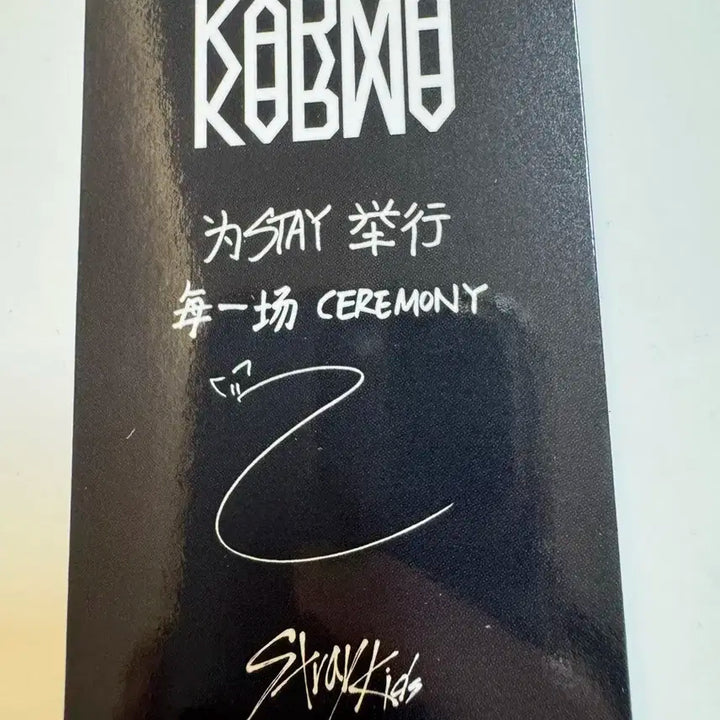 KARMA
为STAY 举行
每一场 CEREMONY
Stray Kids